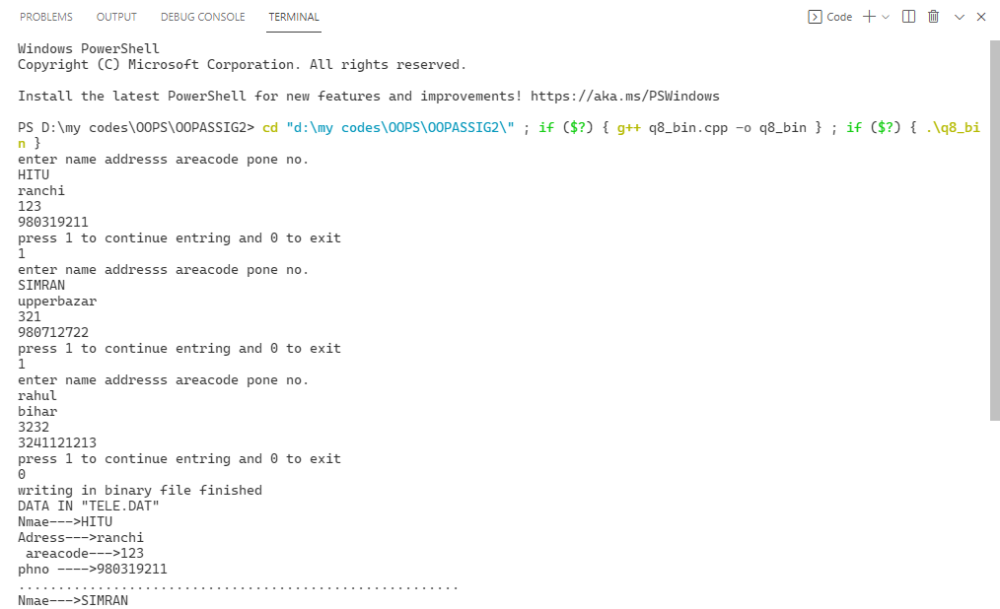 PROBLEMS OUTPUT DEBUG CONSOLE TERMINAL Code
Windows PowerShell
Copyright (C) Microsoft Corporation. All rights reserved.
Install the latest PowerShell for new features and improvements! https://aka.ms/PSWindows
PS D:\my codes\OOPS\OOPASSIG2> cd "d:\my codes\OOPS\OOPASSIG2\" ; if ($?) { g++ q8_bin.cpp -o q8_bin } ; if ($?) { .\q8_bi
n }
enter name addresss areacode pone no.
HITU
ranchi
123
980319211
press 1 to continue entring and 0 to exit
1
enter name addresss areacode pone no.
SIMRAN
upperbazar
321
980712722
press 1 to continue entring and 0 to exit
1
enter name addresss areacode pone no.
rahul
bihar
3232
3241121213
press 1 to continue entring and 0 to exit
0
writing in binary file finished
DATA IN "TELE.DAT"
Nmae--->HITU
Adress--->ranchi
 areacode--->123
phno ---->980319211
........................................................
Nmae--->SIMRAN